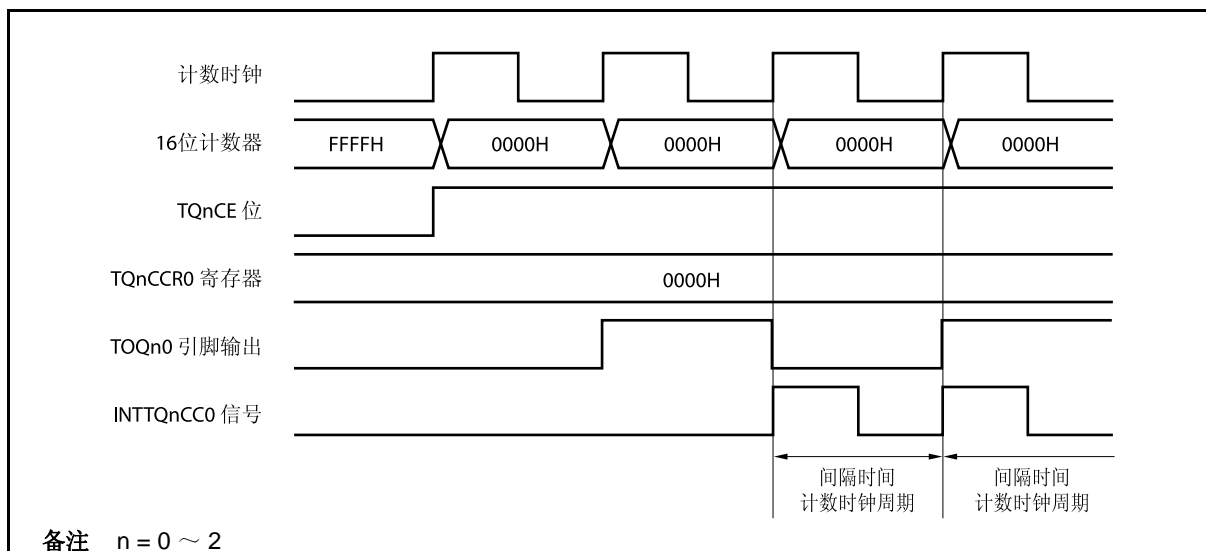 计数时钟
16位计数器 FFFFH 0000H 0000H 0000H 0000H
TQnCE 位
TQnCCR0 寄存器 0000H
TOQn0 引脚输出
INTTQnCC0 信号
间隔时间 间隔时间
计数时钟周期 计数时钟周期
备注 n = 0 ～ 2